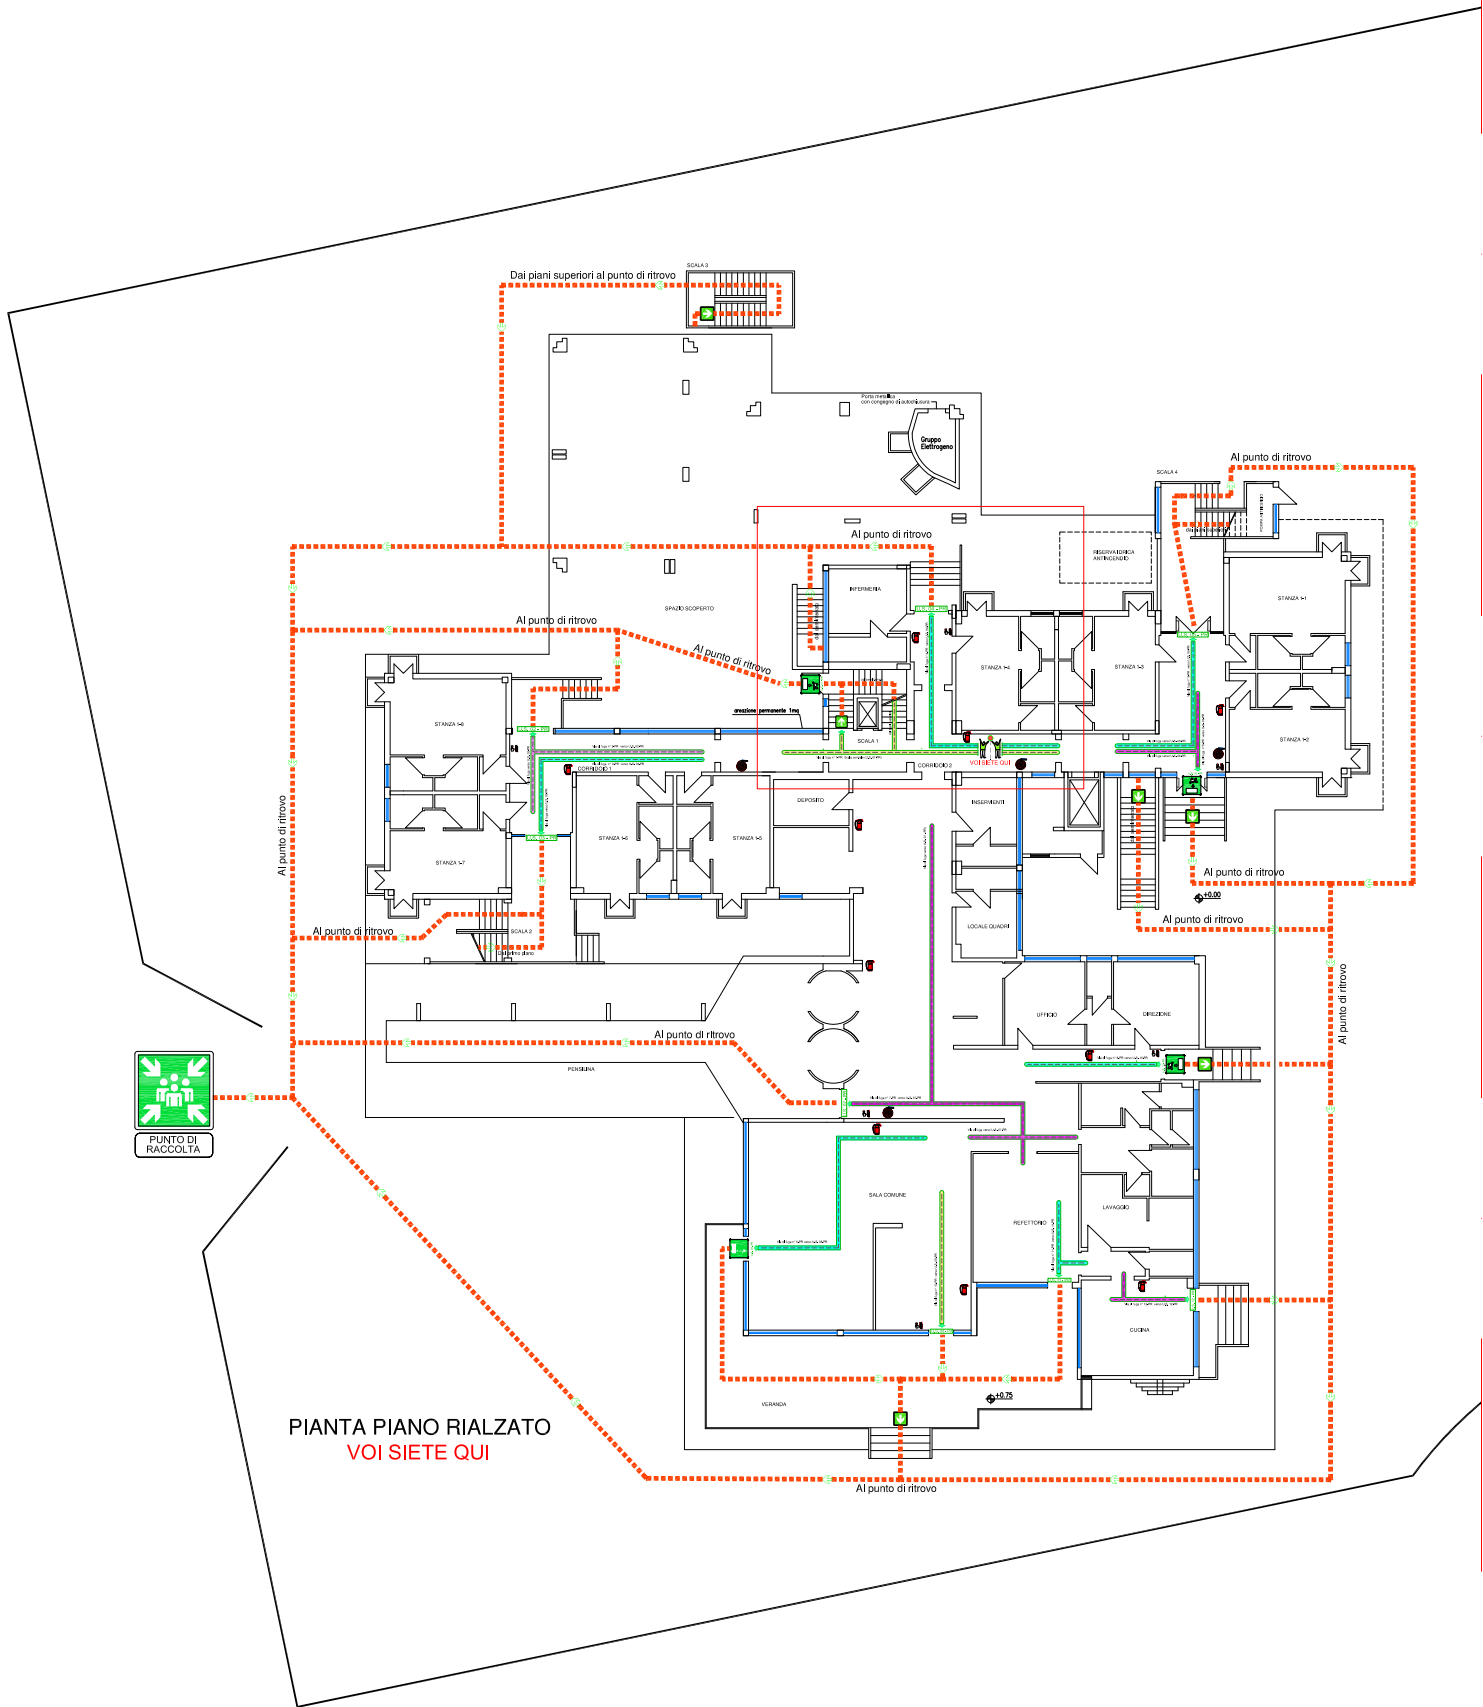 SCALA 3
Dai piani superiori al punto di ritrovo
Porta metallica
con congegno di autochiusura
Gruppo
Elettrogeno
Al punto di ritrovo
SCALA 4
Al punto di ritrovo
RISERVA IDRICA
ANTINCENDIO
INFERMERIA
STANZA 1-1
SPAZIO SCOPERTO
Al punto di ritrovo
Al punto di ritrovo
STANZA 1-4
STANZA 1-3
areazione permanente 1mq
STANZA 1-8
SCALA 1
STANZA 1-2
CORRIDOIO 1
CORRIDOIO 2
VOI SIETE QUI
DEPOSITO
INSERVIENTI
STANZA 1-6
STANZA 1-5
Al punto di ritrovo
STANZA 1-7
Al punto di ritrovo
+0.00
Al punto di ritrovo
LOCALE QUADRI
Al punto di ritrovo
SCALA 2
Dal primo piano
Al punto di ritrovo
UFFICIO
DIREZIONE
Al punto di ritrovo
PENSILINA
PUNTO DI
RACCOLTA
SALA COMUNE
LAVAGGIO
REFETTORIO
CUCINA
+0.75
VERANDA
PIANTA PIANO RIALZATO
VOI SIETE QUI
Al punto di ritrovo